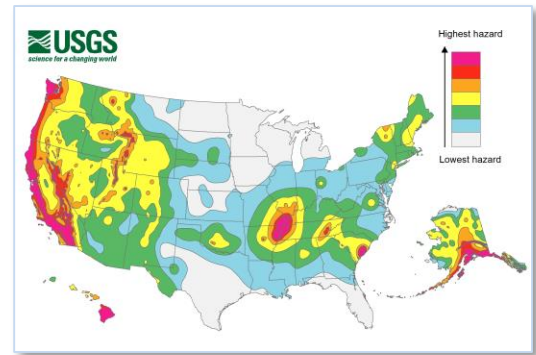 USGS
science for a changing world
Highest hazard
Lowest hazard